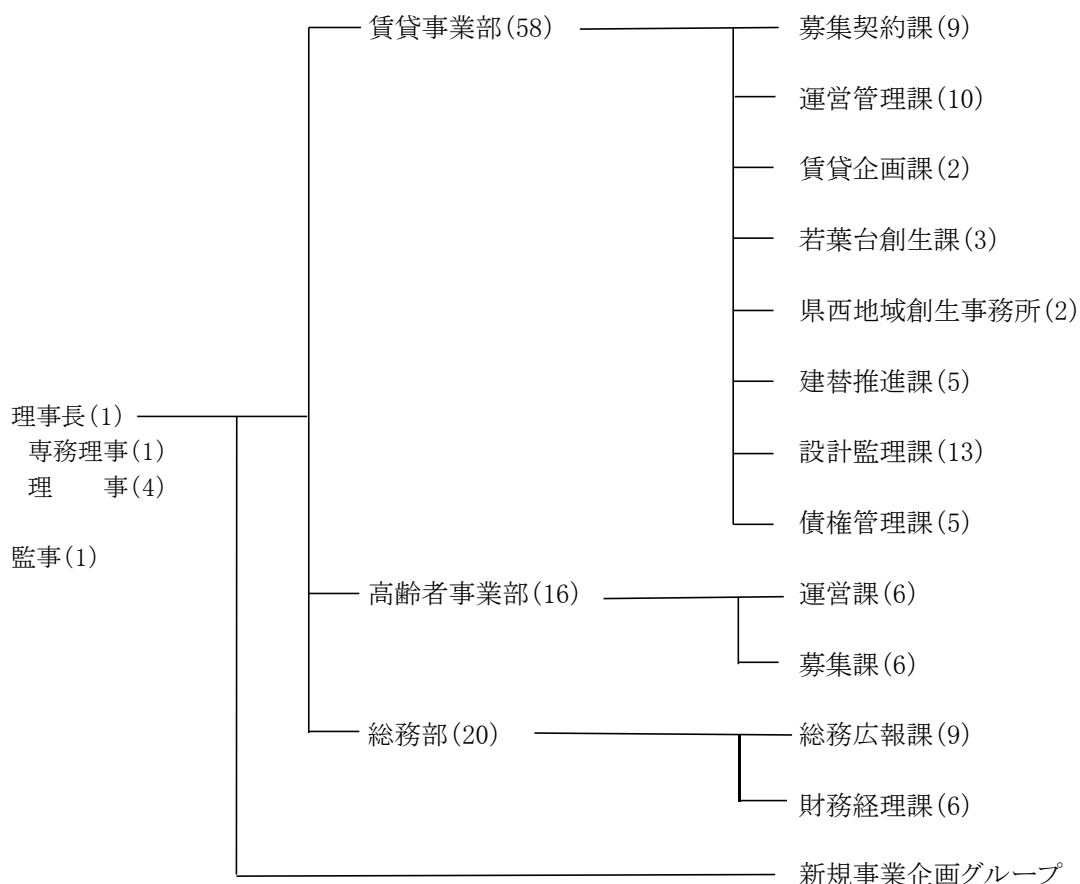 賃貸事業部(58)
募集契約課(9)
運営管理課(10)
賃貸企画課(2)
若葉台創生課(3)
県西地域創生事務所(2)
建替推進課(5)
理事長(1)
専務理事(1)
設計監理課(13)
理　　事(4)
債権管理課(5)
監事(1)
高齢者事業部(16)
運営課(6)
募集課(6)
総務部(20)
総務広報課(9)
財務経理課(6)
新規事業企画グループ